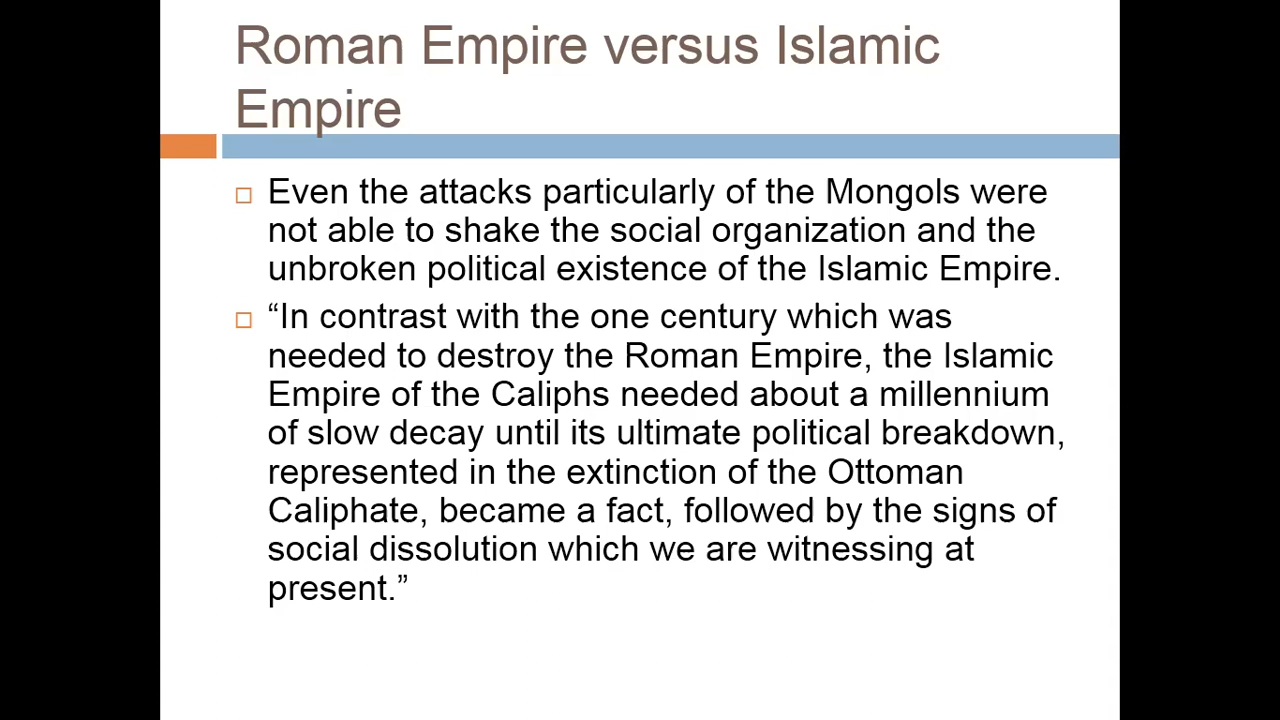 Roman Empire versus Islamic
Empire
Even the attacks particularly of the Mongols were
not able to shake the social organization and the
unbroken political existence of the Islamic Empire.
“In contrast with the one century which was
needed to destroy the Roman Empire, the Islamic
Empire of the Caliphs needed about a millennium
of slow decay until its ultimate political breakdown,
represented in the extinction of the Ottoman
Caliphate, became a fact, followed by the signs of
social dissolution which we are witnessing at
present.”